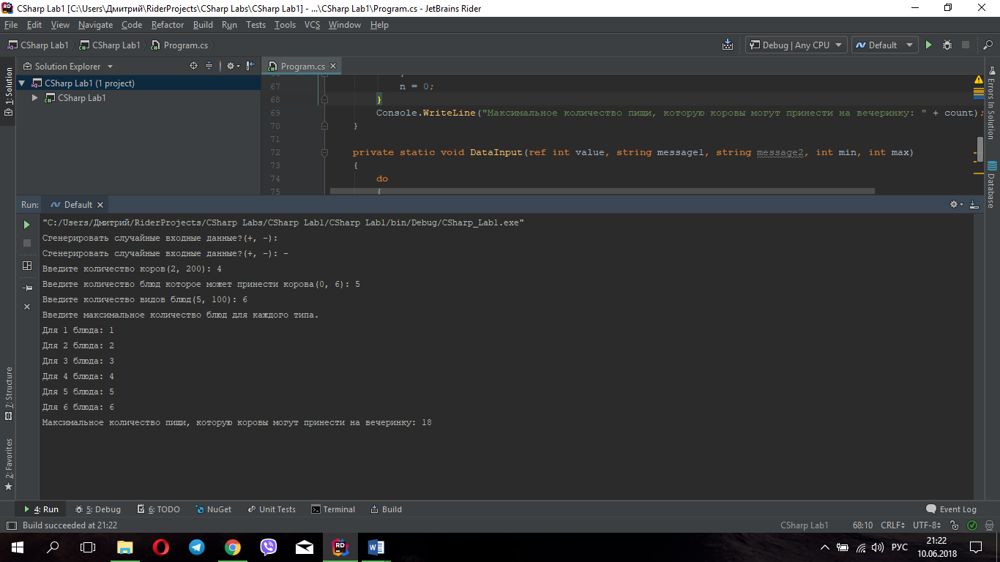 CSharp Lab1 [C:\Users\Дмитрий\RiderProjects\CSharp Labs\CSharp Lab1] - ...\CSharp Lab1\Program.cs - JetBrains Rider
File Edit View Navigate Code Refactor Build Run Tests Tools VCS Window Help
CSharp Lab1 CSharp Lab1 Program.cs Debug | Any CPU Default
1: Solution
Solution Explorer
CSharp Lab1 (1 project)
CSharp Lab1
Program.cs
67 n = 0;
68 }
69 Console.WriteLine("Максимальное количество пищи, которую коровы могут принести на вечеринку: " + count);
70 }
71
72 private static void DataInput(ref int value, string message1, string message2, int min, int max)
73 {
74 do
75 {
Errors In Solution
Database
Run: Default
"C:/Users/Дмитрий/RiderProjects/CSharp Labs/CSharp Lab1/CSharp Lab1/bin/Debug/CSharp_Lab1.exe"
Сгенерировать случайные входные данные?(+, -):
Сгенерировать случайные входные данные?(+, -): -
Введите количество коров(2, 200): 4
Введите количество блюд которое может принести корова(0, 6): 5
Введите количество видов блюд(5, 100): 6
Введите максимальное количество блюд для каждого типа.
Для 1 блюда: 1
Для 2 блюда: 2
Для 3 блюда: 3
Для 4 блюда: 4
Для 5 блюда: 5
Для 6 блюда: 6
Максимальное количество пищи, которую коровы могут принести на вечеринку: 18
7: Structure
2: Favorites
4: Run 5: Debug 6: TODO NuGet Unit Tests Terminal Build Event Log
Build succeeded at 21:22 CSharp Lab1 68:10 CRLF UTF-8
РУС
21:22
10.06.2018